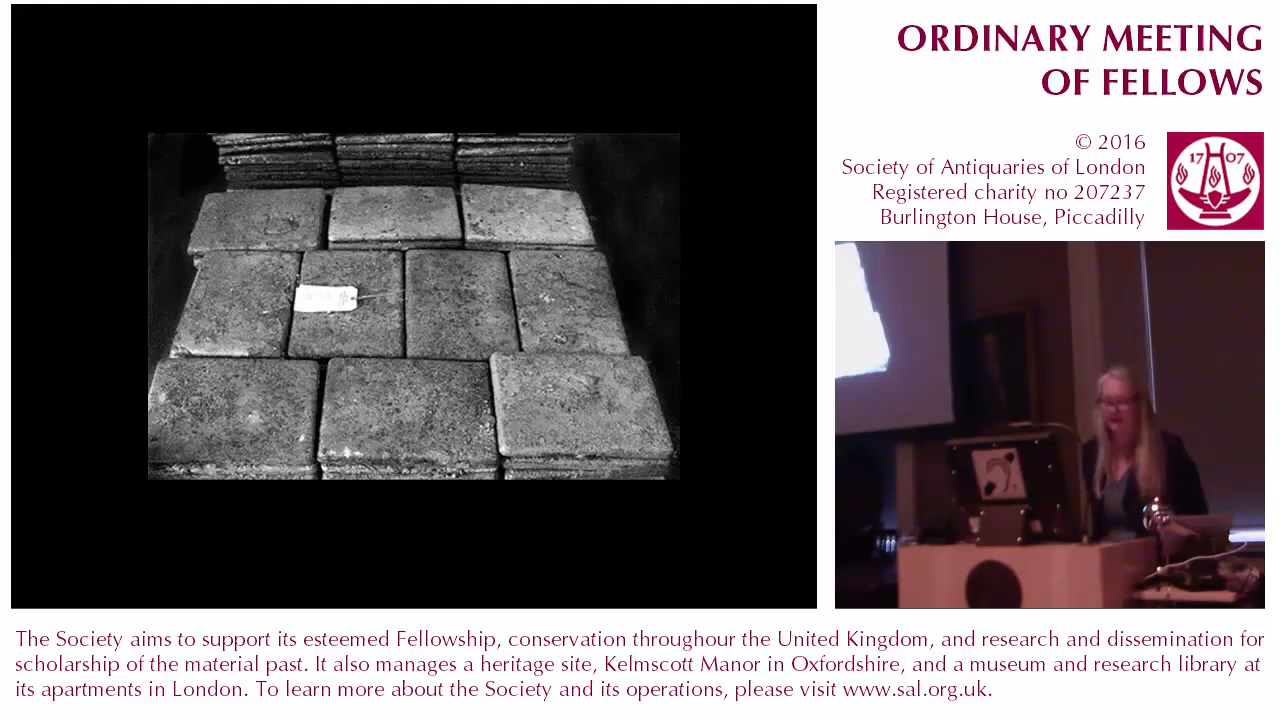 ORDINARY MEETING
OF FELLOWS
© 2016
Society of Antiquaries of London
Registered charity no 207237
Burlington House, Piccadilly
17 07
The Society aims to support its esteemed Fellowship, conservation throughour the United Kingdom, and research and dissemination for
scholarship of the material past. It also manages a heritage site, Kelmscott Manor in Oxfordshire, and a museum and research library at
its apartments in London. To learn more about the Society and its operations, please visit www.sal.org.uk.